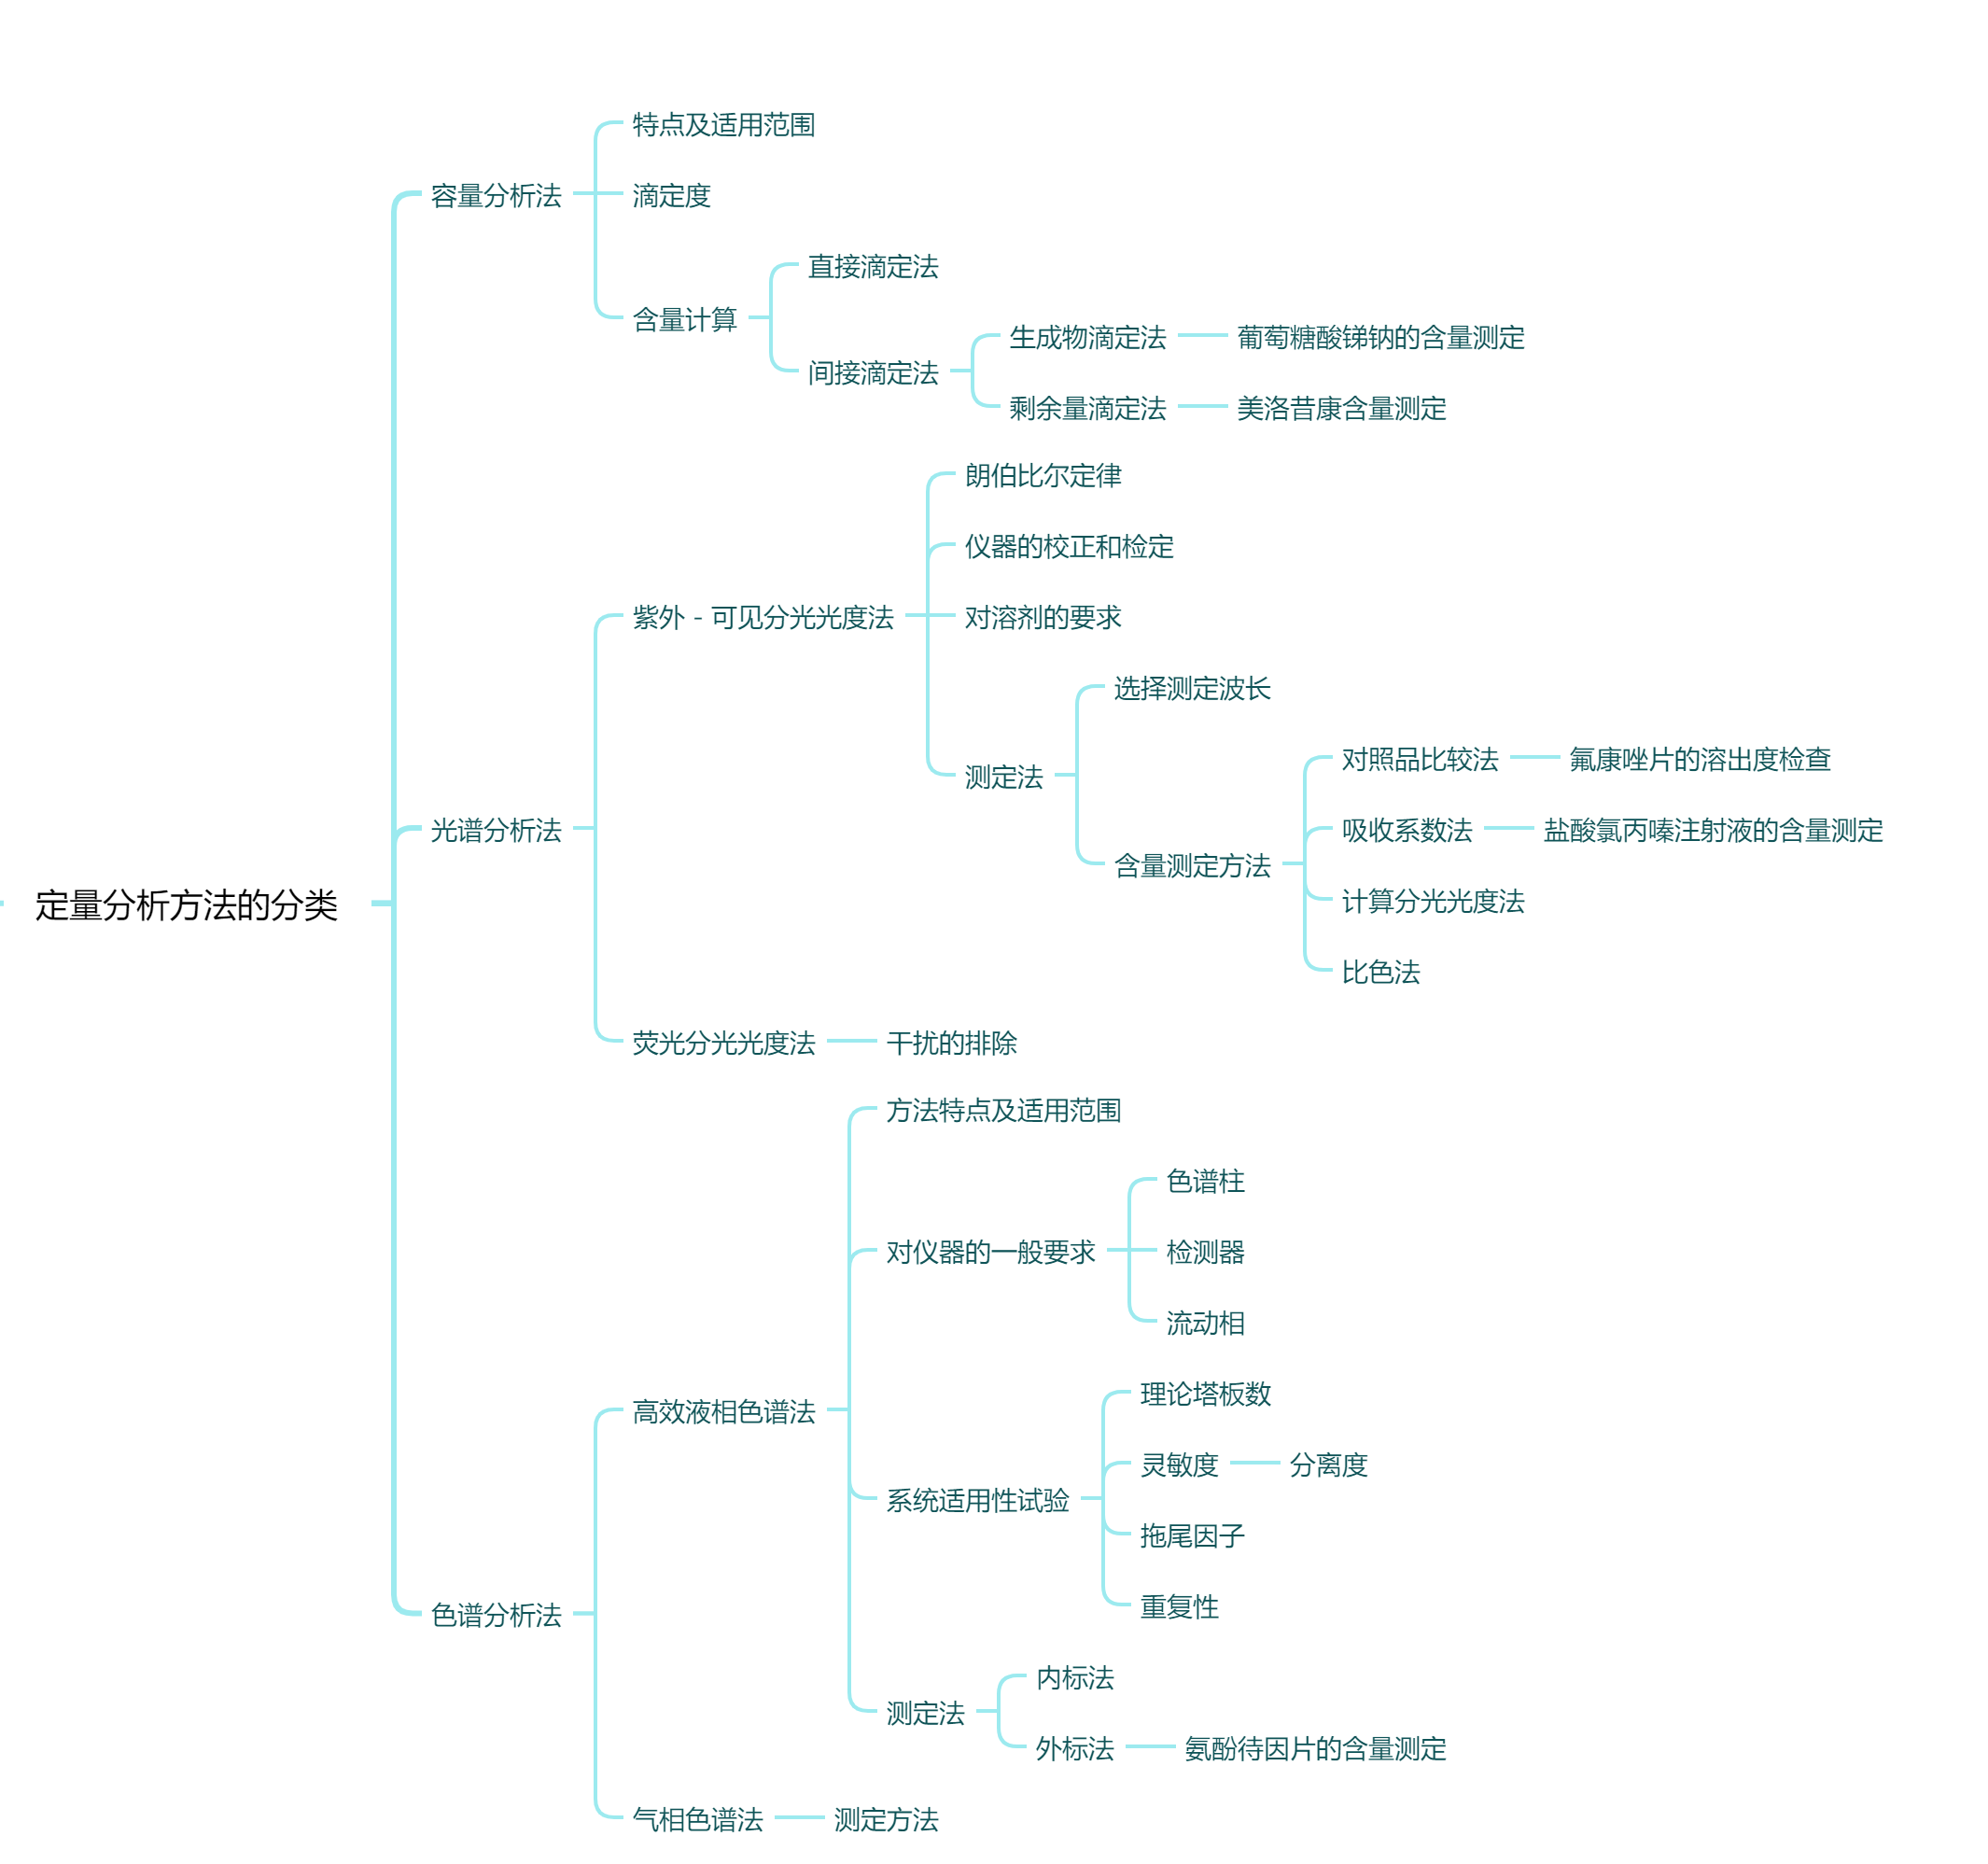 特点及适用范围
容量分析法
滴定度
直接滴定法
含量计算
生成物滴定法
葡萄糖酸锑钠的含量测定
间接滴定法
剩余量滴定法
美洛昔康含量测定
朗伯比尔定律
仪器的校正和检定
紫外 - 可见分光光度法
对溶剂的要求
选择测定波长
测定法
对照品比较法
氟康唑片的溶出度检查
光谱分析法
吸收系数法
盐酸氯丙嗪注射液的含量测定
含量测定方法
计算分光光度法
定量分析方法的分类
比色法
荧光分光光度法
干扰的排除
方法特点及适用范围
色谱柱
对仪器的一般要求
检测器
流动相
理论塔板数
高效液相色谱法
灵敏度
分离度
系统适用性试验
拖尾因子
重复性
色谱分析法
内标法
测定法
外标法
氨酚待因片的含量测定
气相色谱法
测定方法